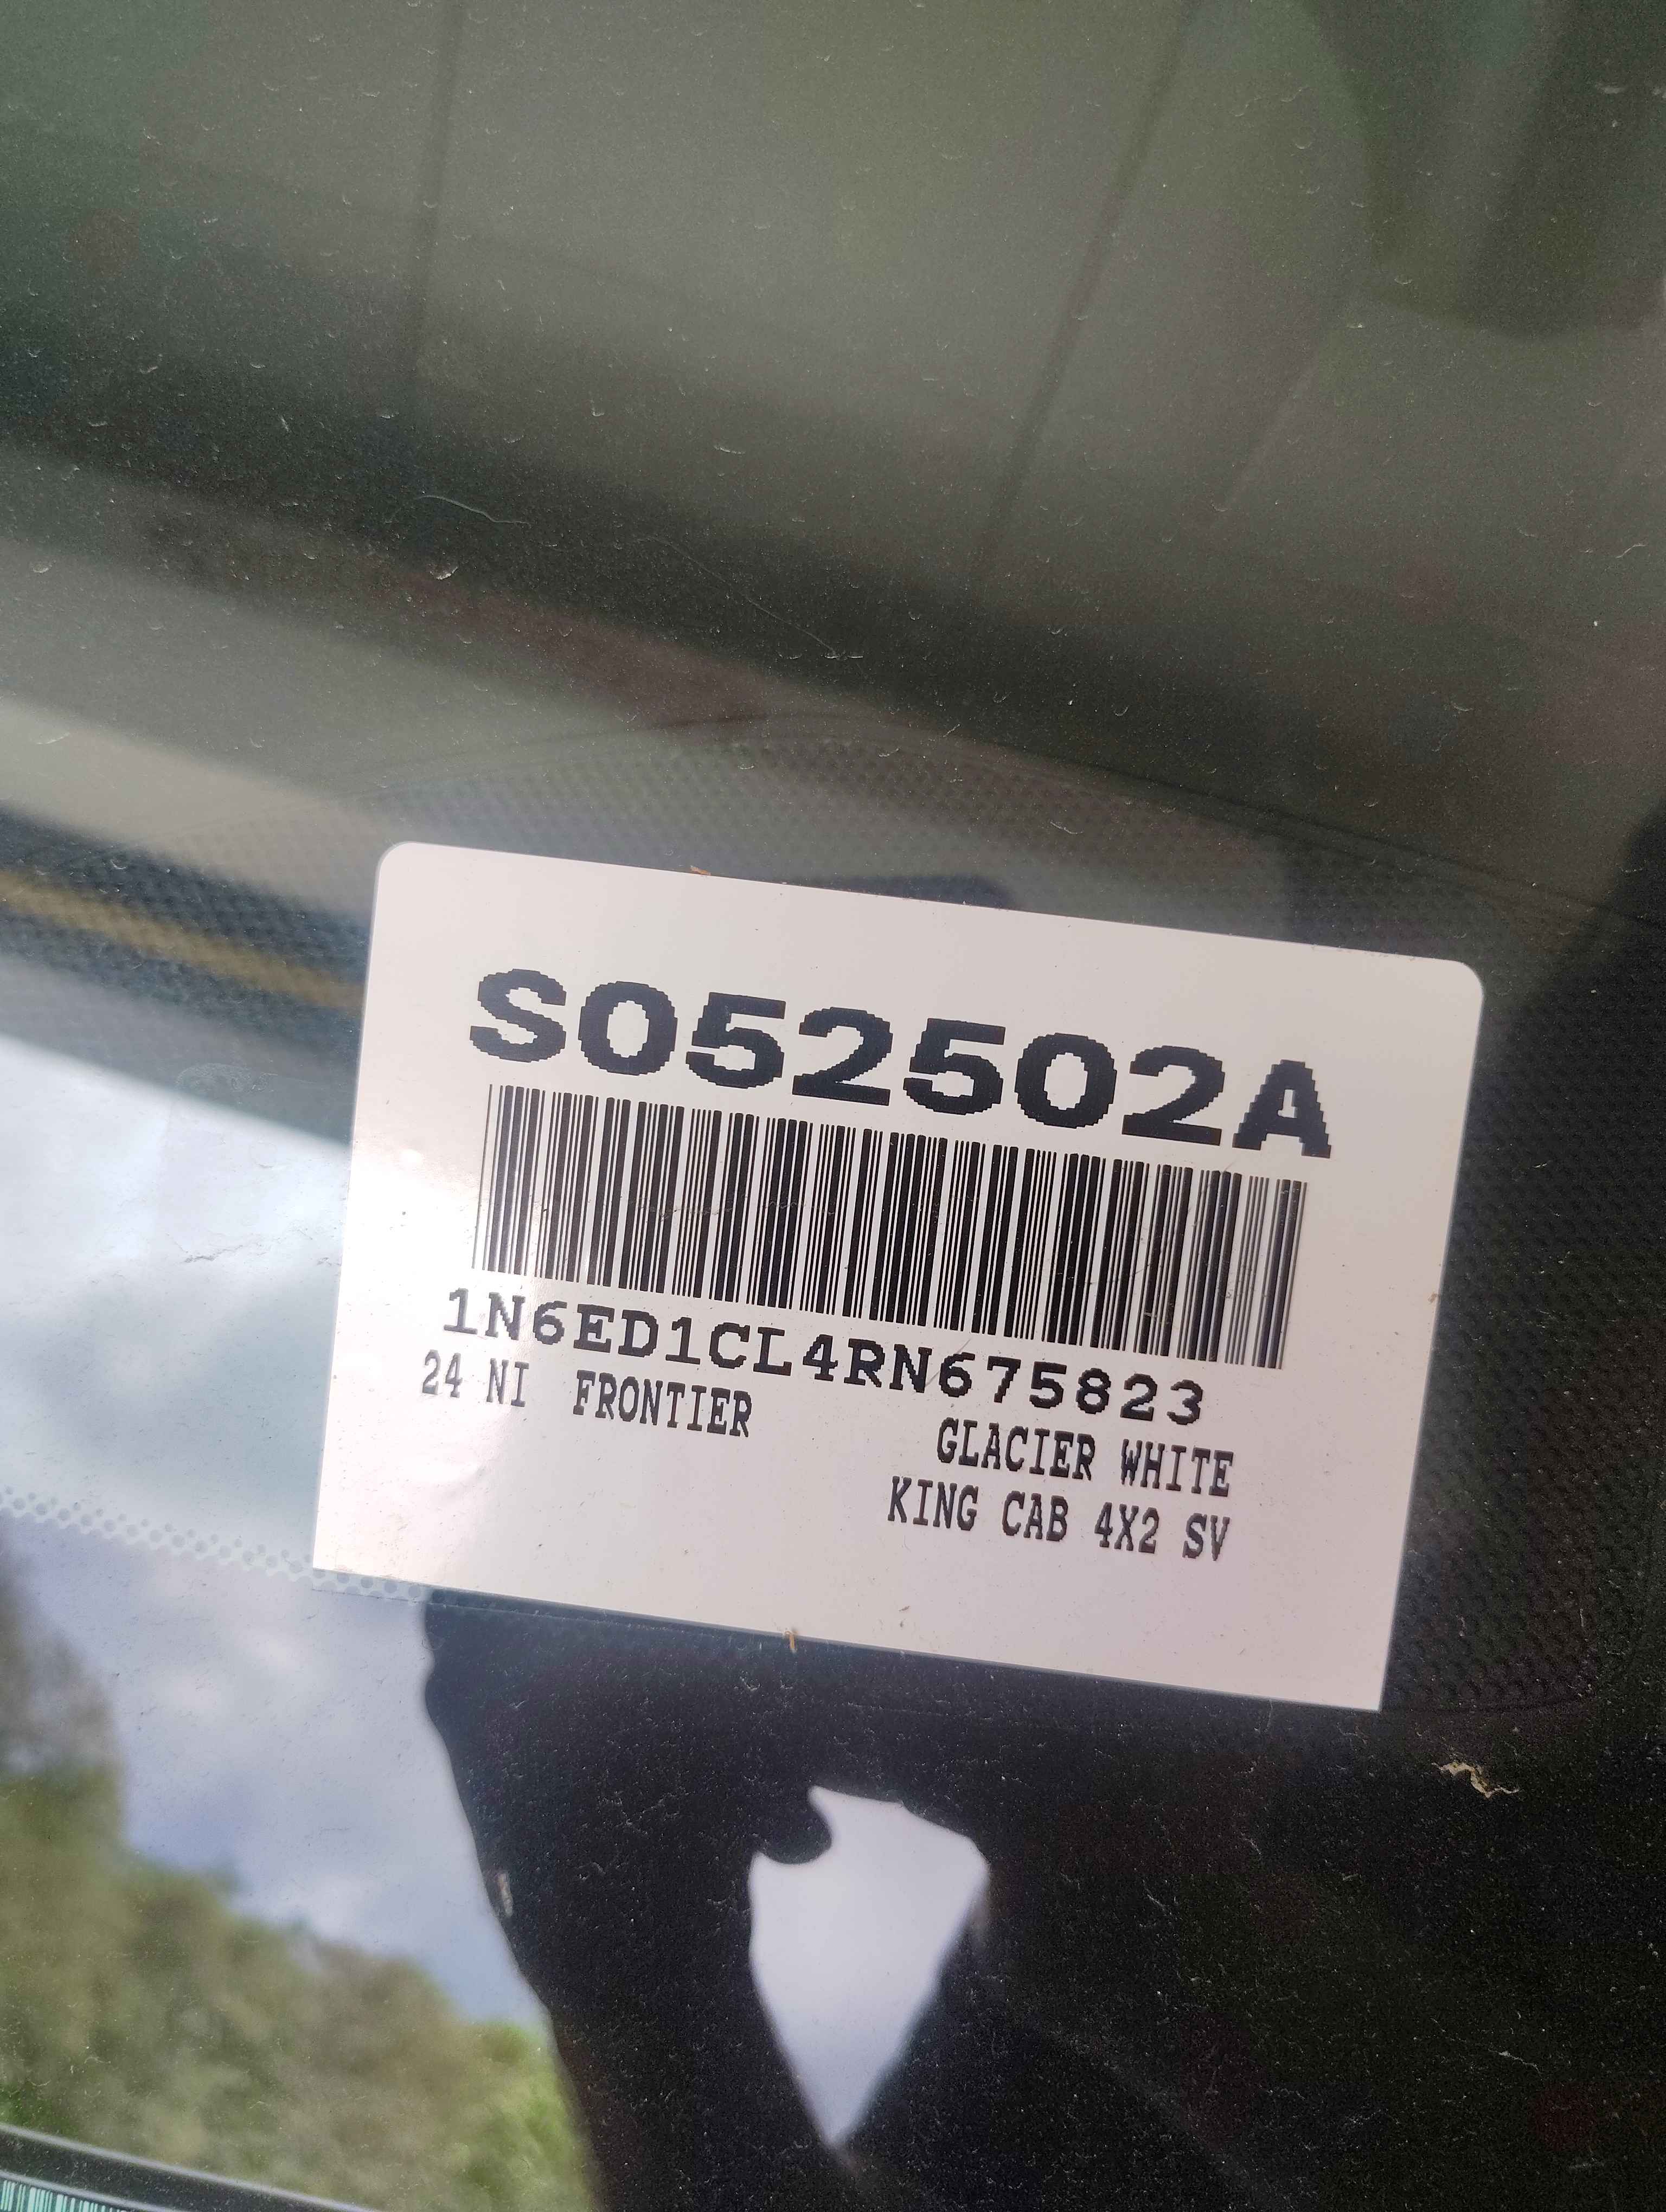 S052502A
1N6ED1CL4RN675823
24 NI FRONTIER
GLACIER WHITE
KING CAB 4X2 SV